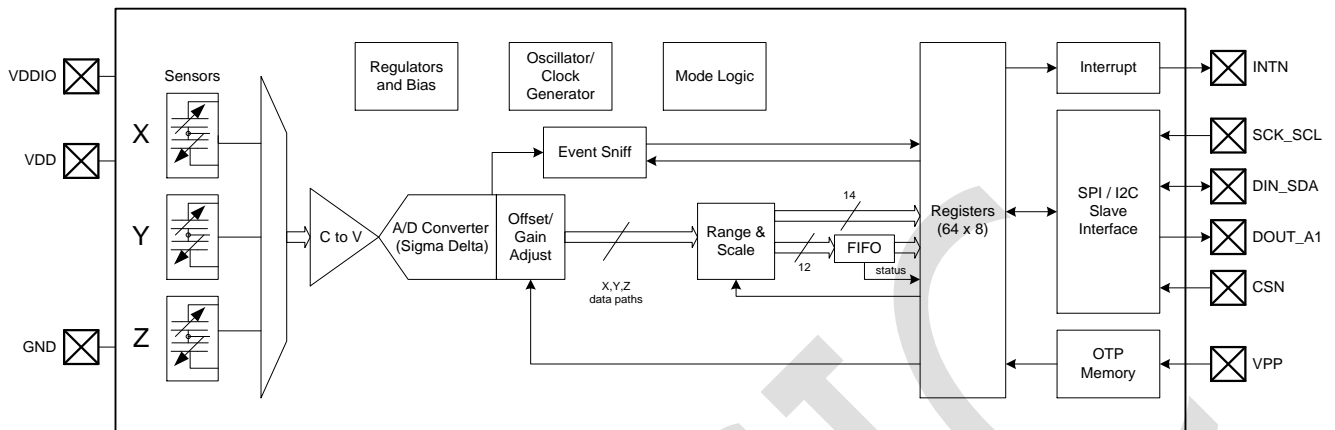 VDDIO
VDD
GND
Sensors
X
Y
Z
Regulators
and Bias
Oscillator/
Clock
Generator
Mode Logic
Event Sniff
C to V
A/D Converter
(Sigma Delta)
Offset/
Gain
Adjust
X,Y,Z
data paths
Range &
Scale
14
12
FIFO
status
Registers
(64 x 8)
Interrupt
SPI / I2C
Slave
Interface
OTP
Memory
INTN
SCK_SCL
DIN_SDA
DOUT_A1
CSN
VPP